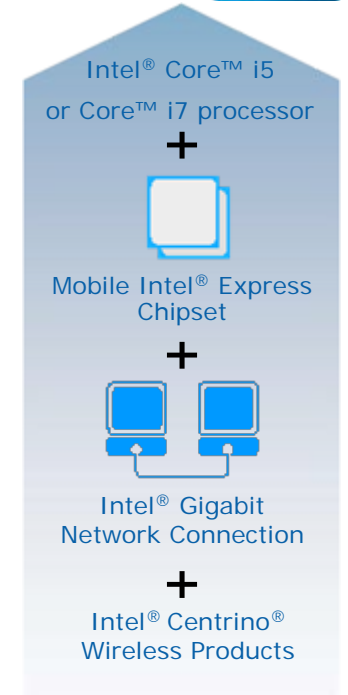 Intel® Core™ i5
or Core™ i7 processor
+
Mobile Intel® Express
Chipset
+
Intel® Gigabit
Network Connection
+
Intel® Centrino®
Wireless Products